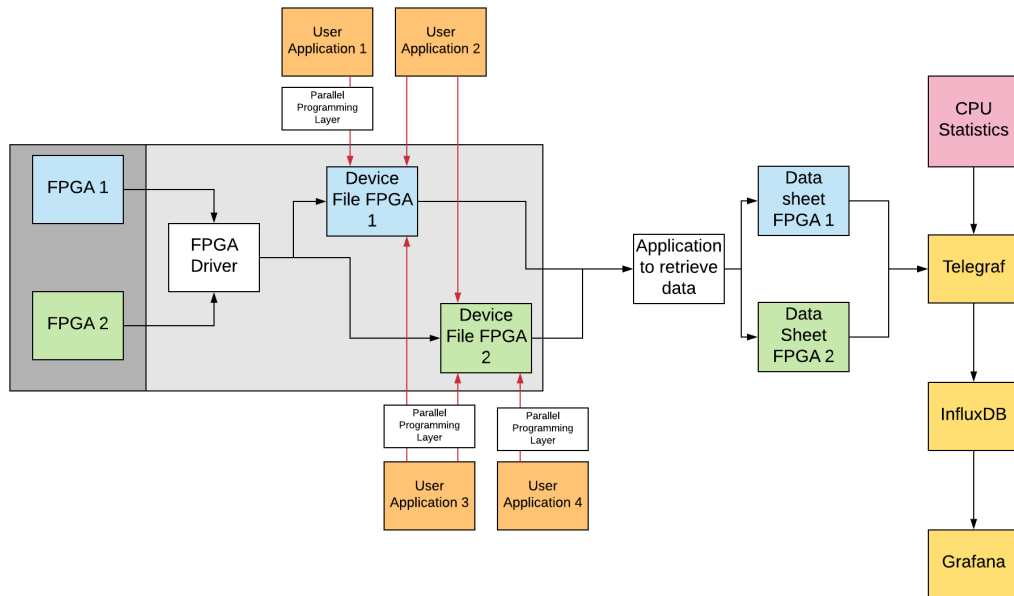 User
Application 1
User
Application 2
Parallel
Programming
Layer
CPU
Statistics
FPGA 1
Device
File FPGA
1
Data
sheet
FPGA 1
FPGA
Driver
Application
to retrieve
data
Telegraf
FPGA 2
Device
File FPGA
2
Data
Sheet
FPGA 2
InfluxDB
Parallel
Programming
Layer
Parallel
Programming
Layer
User
Application 3
User
Application 4
Grafana